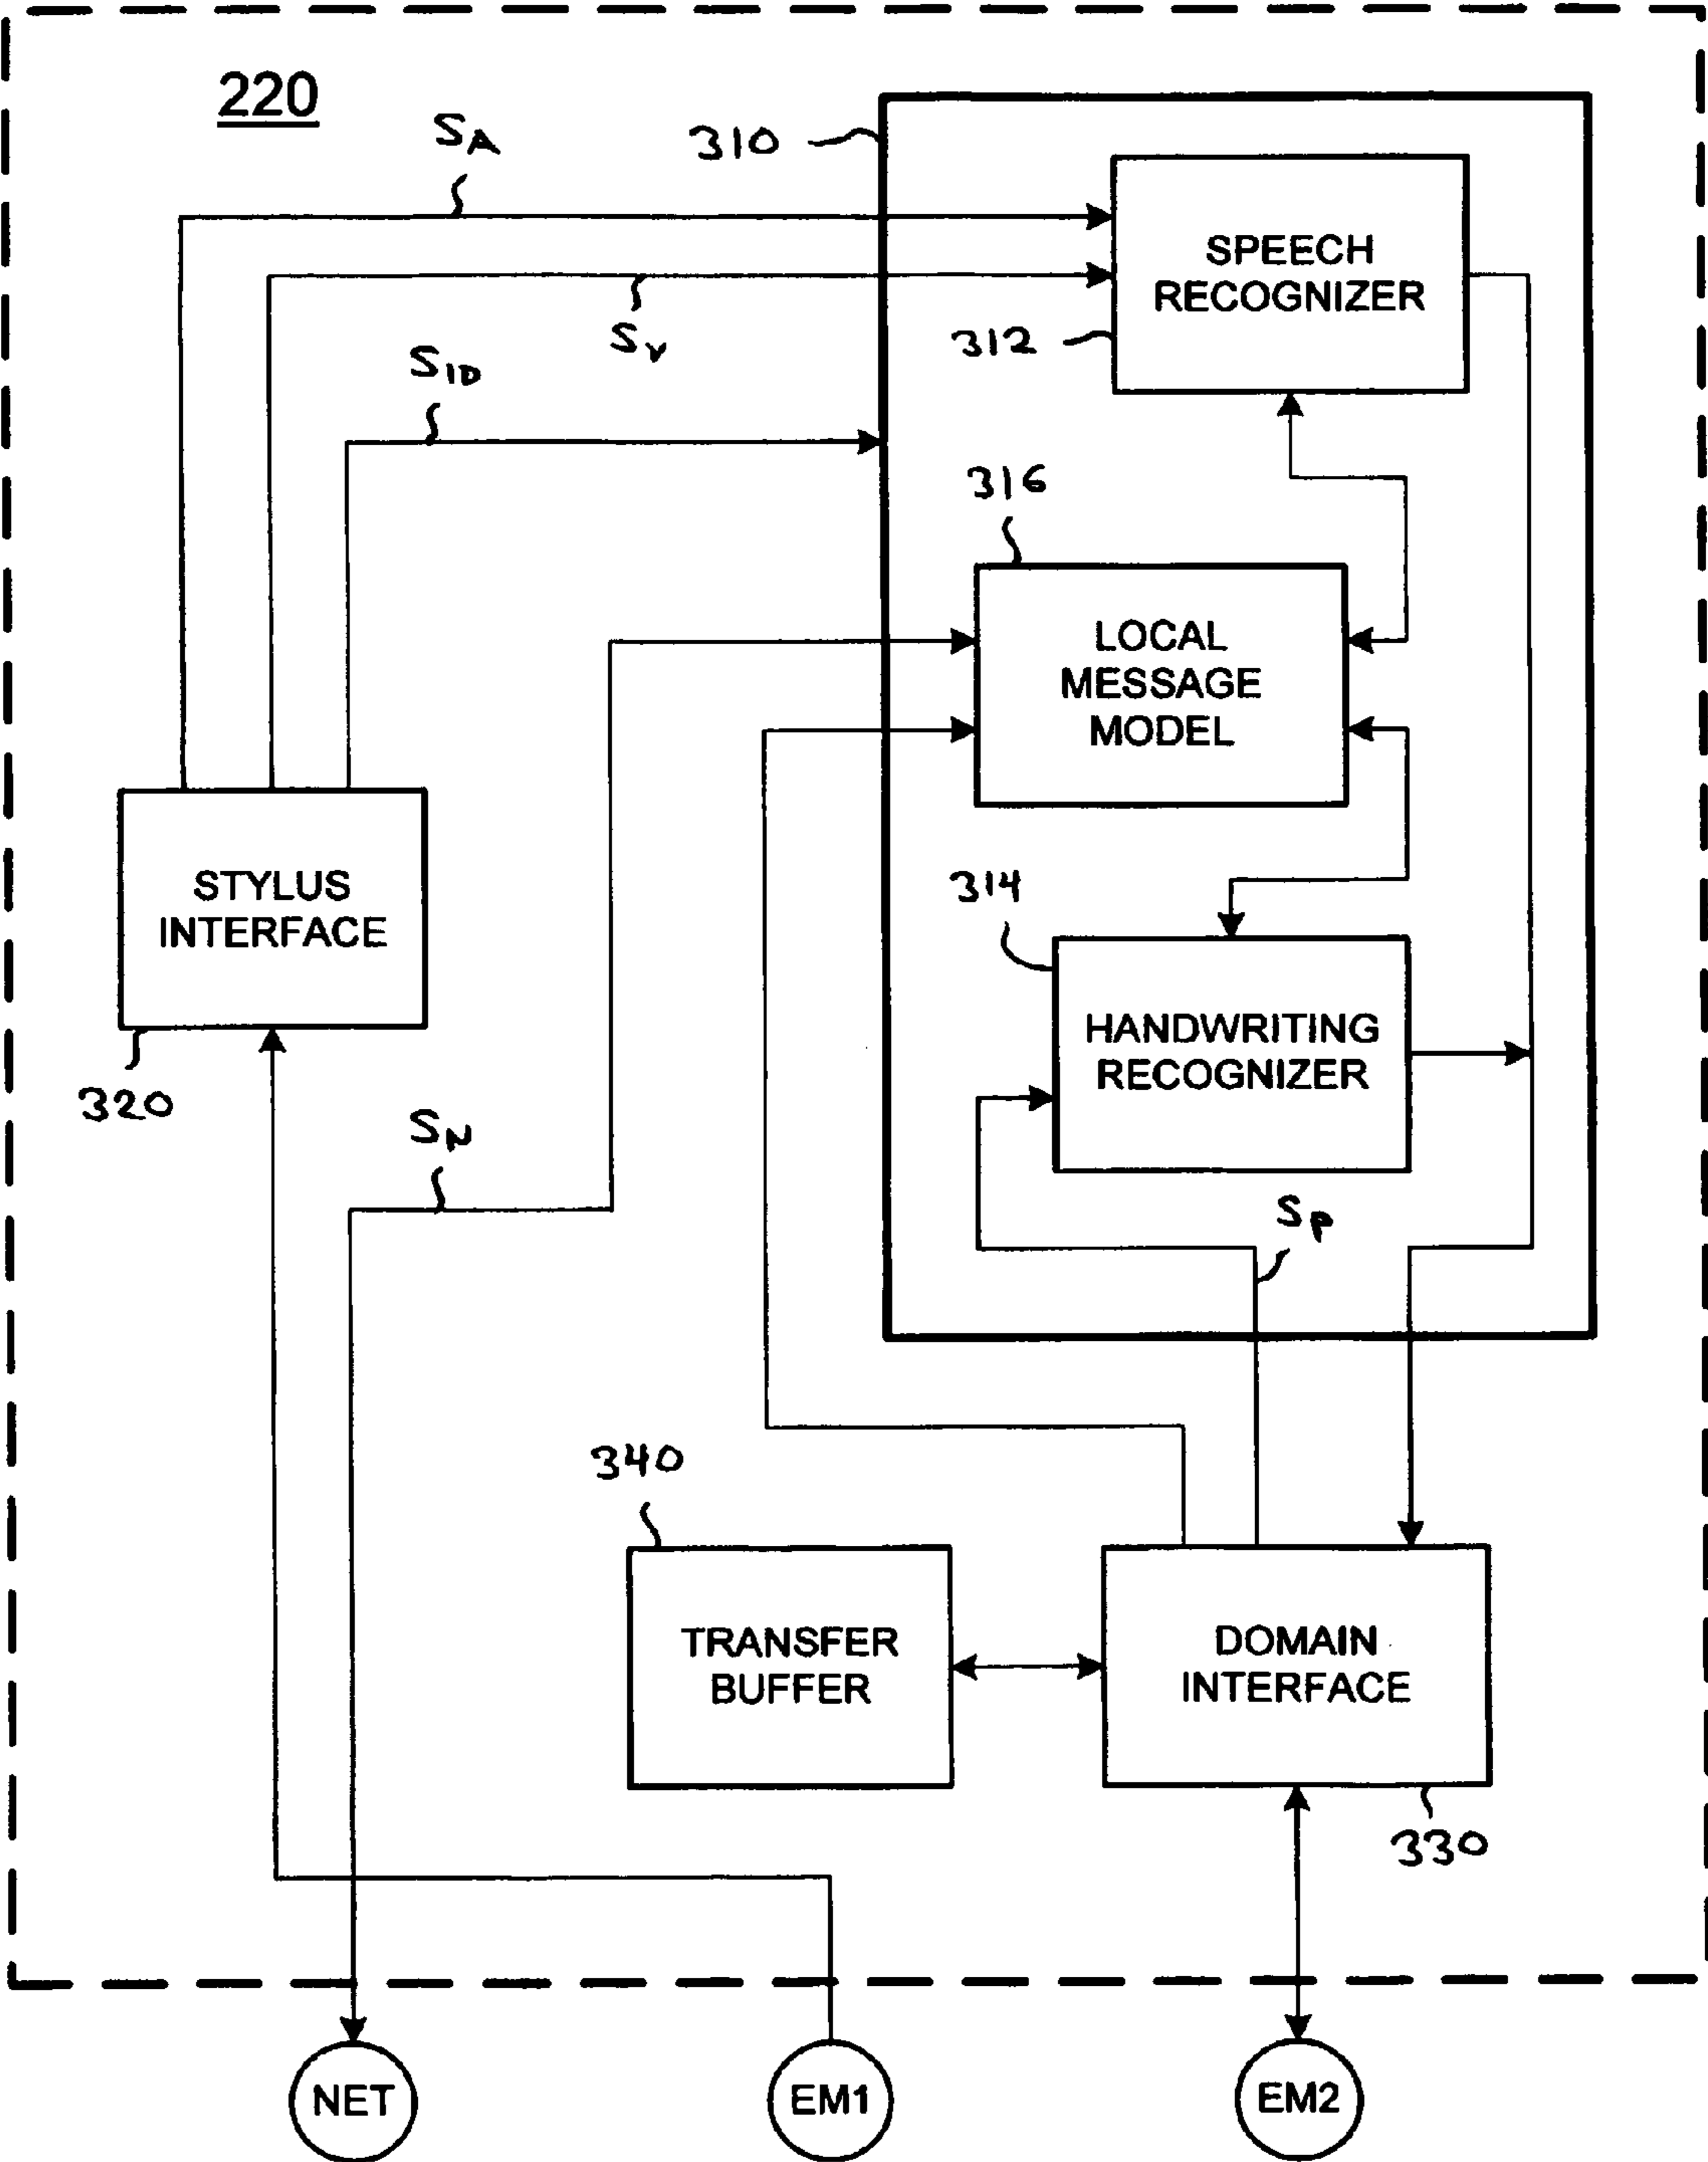 220
SA
310
SPEECH
RECOGNIZER
312
Sv
SID
316
LOCAL
MESSAGE
MODEL
STYLUS
INTERFACE
314
HANDWRITING
RECOGNIZER
320
SN
SP
340
TRANSFER
BUFFER
DOMAIN
INTERFACE
330
NET
EM1
EM2